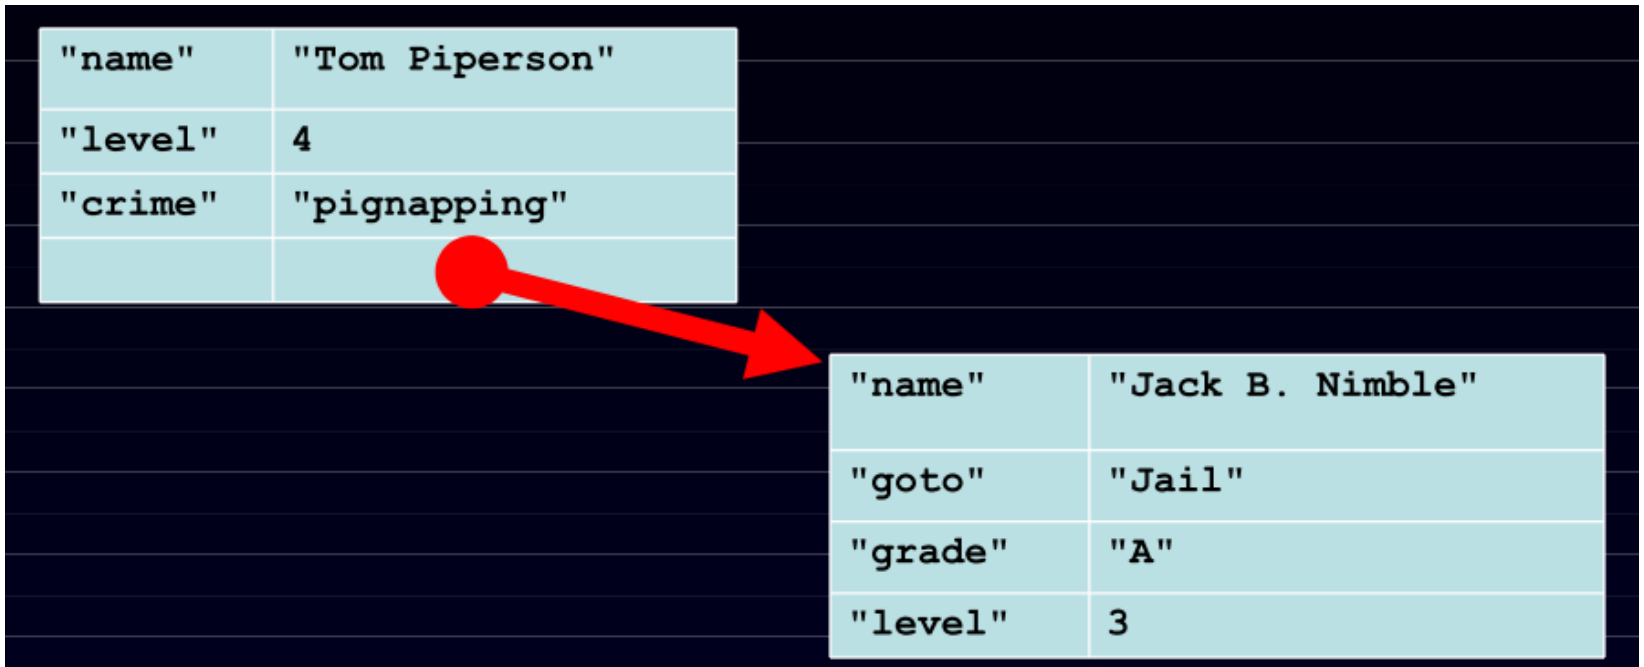 "name" "Tom Piperson"
"level" 4
"crime" "pignapping"
"name" "Jack B. Nimble"
"goto" "Jail"
"grade" "A"
"level" 3